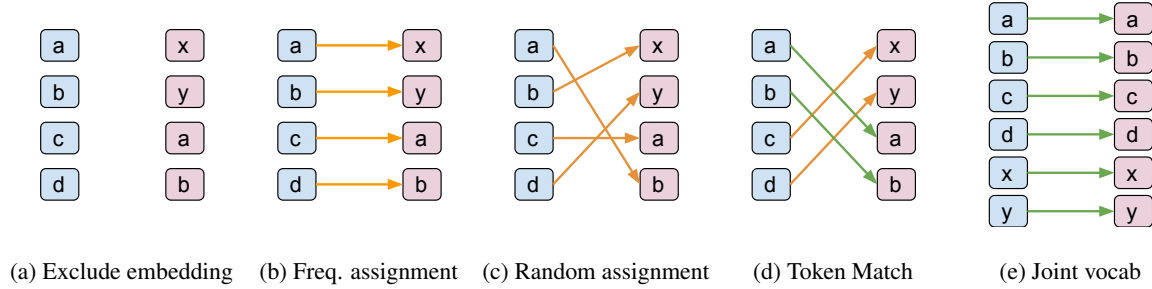 a x
b y
c a
d b
(a) Exclude embedding
a x
b y
c a
d b
(b) Freq. assignment
a x
b y
c a
d b
(c) Random assignment
a x
b y
c a
d b
(d) Token Match
a a
b b
c c
d d
x x
y y
(e) Joint vocab